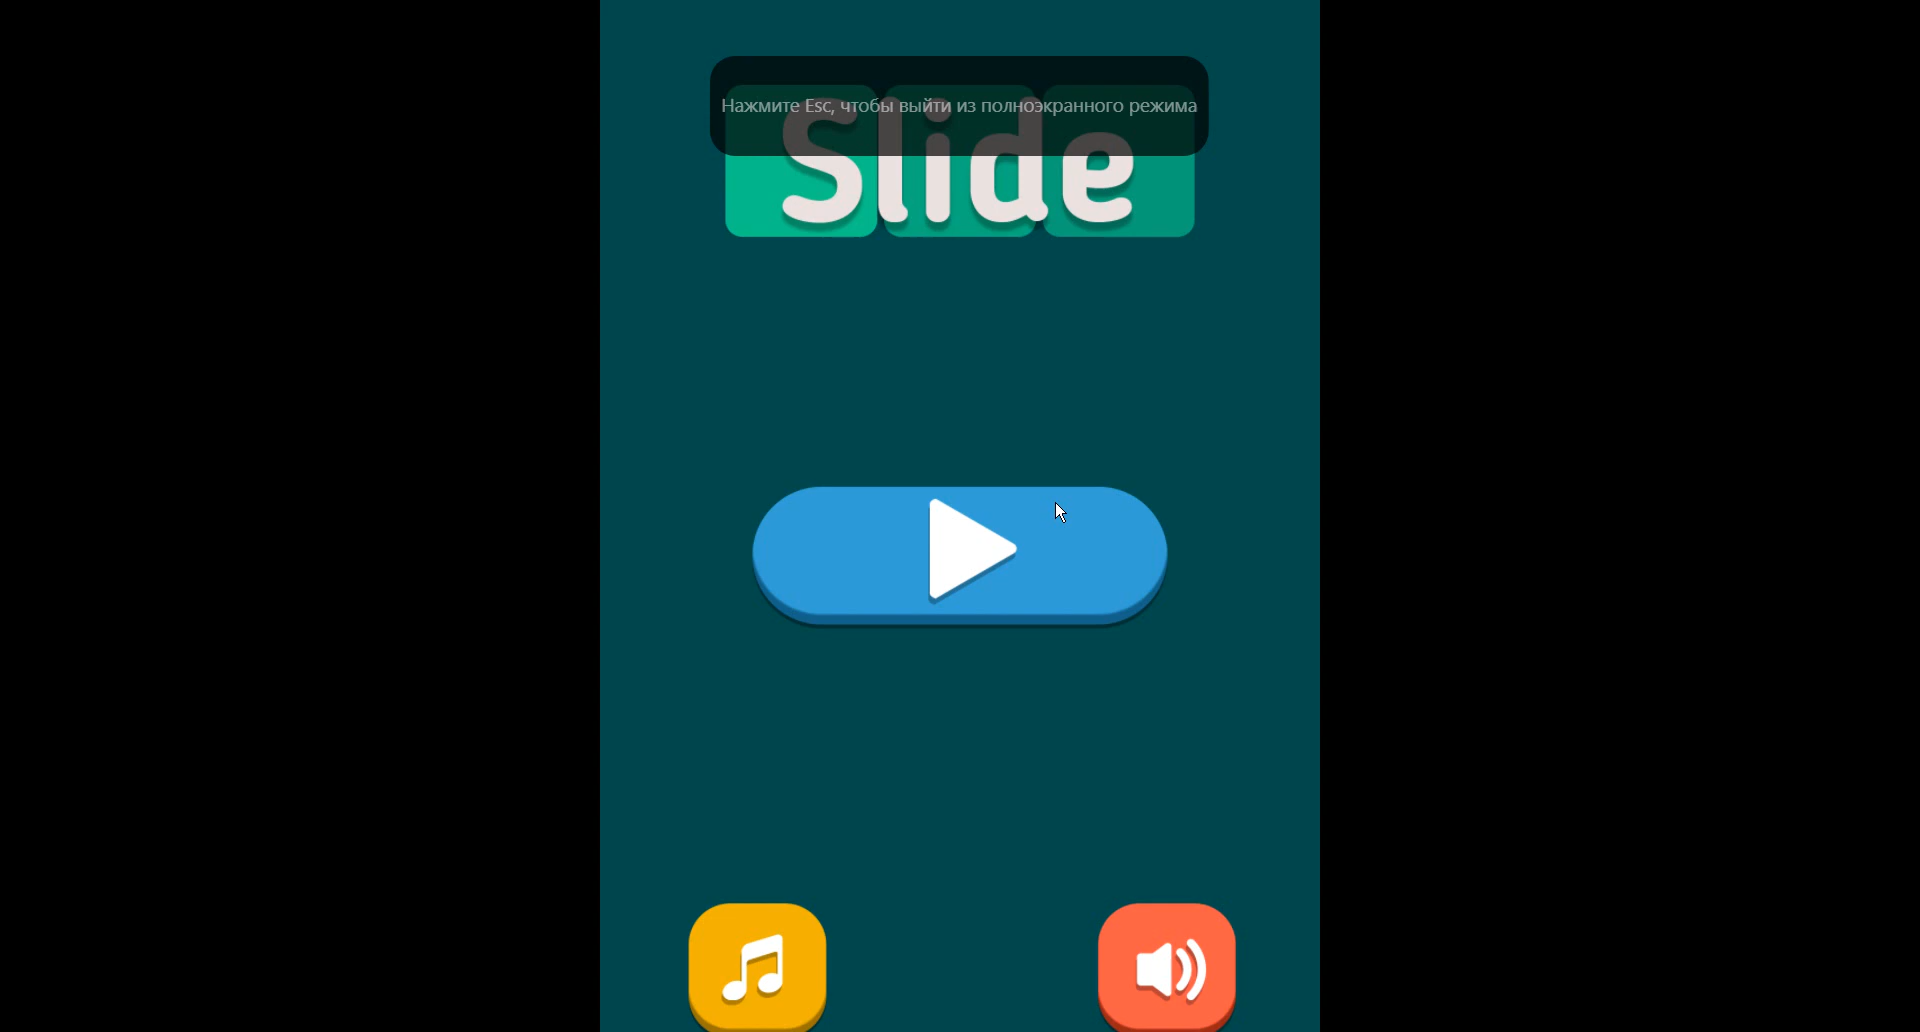 Нажмите Esc, чтобы выйти из полноэкранного режима
Slide